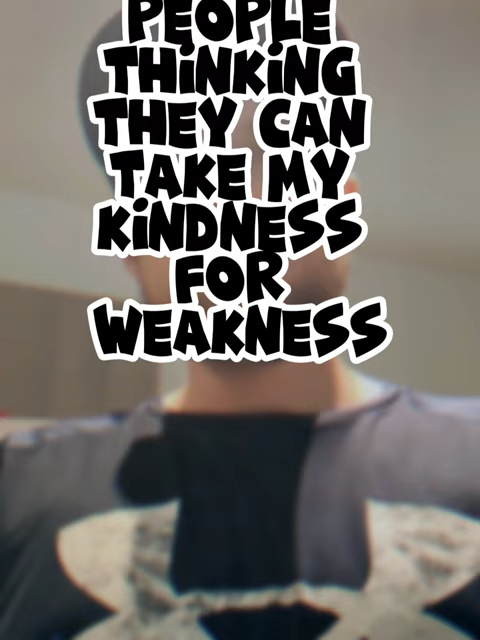 PEOPLE
THiNKiNG
THEY CAN
TAKE MY
KiNDNESS
FOR
WEAKNESS